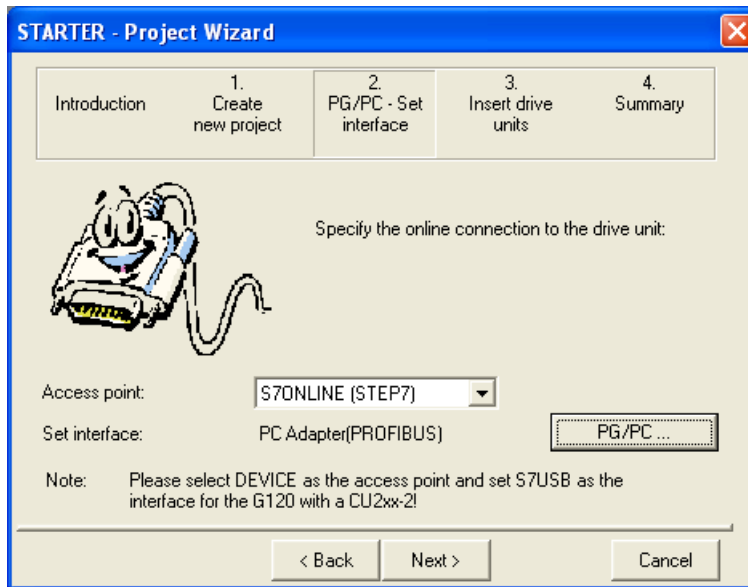 STARTER - Project Wizard
Introduction
1.
Create
new project
2.
PG/PC - Set
interface
3.
Insert drive
units
4.
Summary
Specify the online connection to the drive unit:
Access point:
S7ONLINE (STEP7)
Set interface:
PC Adapter(PROFIBUS)
PG/PC ...
Note:
Please select DEVICE as the access point and set S7USB as the
interface for the G120 with a CU2xx-2!
< Back
Next >
Cancel